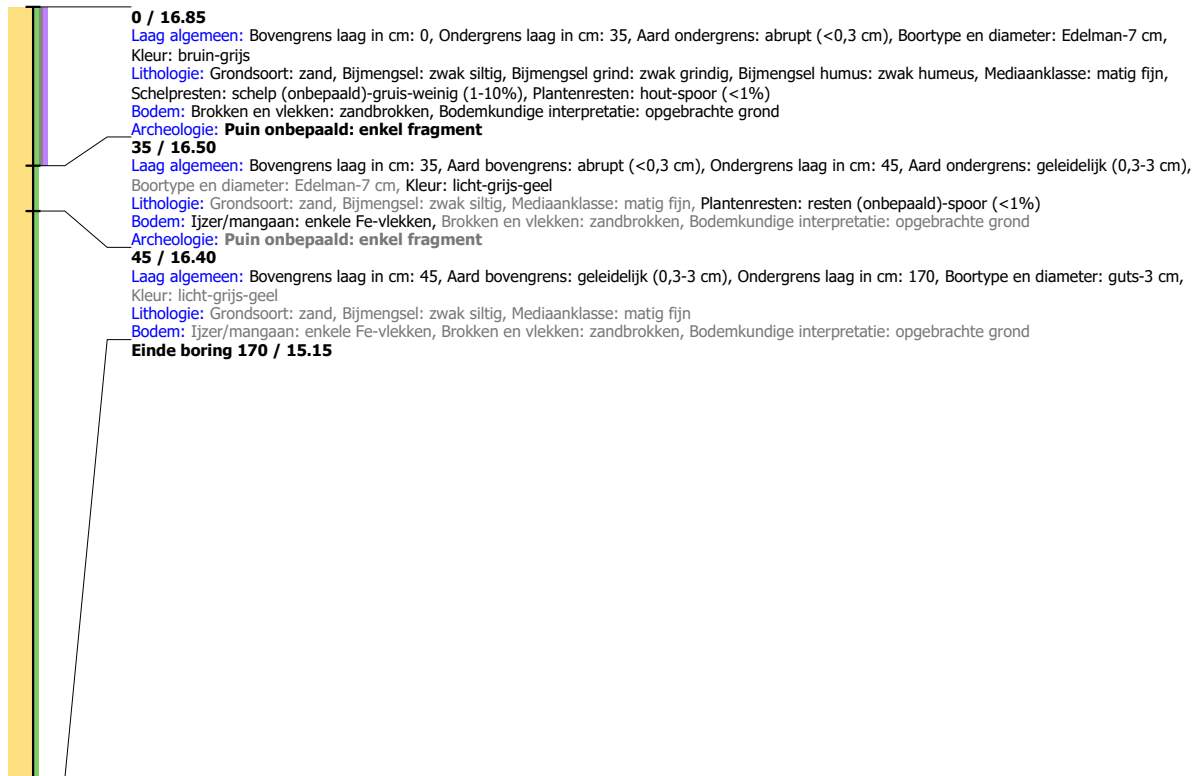 0 / 16.85
Laag algemeen: Bovengrens laag in cm: 0, Ondergrens laag in cm: 35, Aard ondergrens: abrupt (<0,3 cm), Boortype en diameter: Edelman-7 cm,
Kleur: bruin-grijs
Lithologie: Grondsoort: zand, Bijmengsel: zwak siltig, Bijmengsel grind: zwak grindig, Bijmengsel humus: zwak humeus, Mediaanklasse: matig fijn,
Schelpresten: schelp (onbepaald)-gruis-weinig (1-10%), Plantenresten: hout-spoor (<1%)
Bodem: Brokken en vlekken: zandbrokken, Bodemkundige interpretatie: opgebrachte grond
Archeologie: Puin onbepaald: enkel fragment
35 / 16.50
Laag algemeen: Bovengrens laag in cm: 35, Aard bovengrens: abrupt (<0,3 cm), Ondergrens laag in cm: 45, Aard ondergrens: geleidelijk (0,3-3 cm),
Boortype en diameter: Edelman-7 cm, Kleur: licht-grijs-geel
Lithologie: Grondsoort: zand, Bijmengsel: zwak siltig, Mediaanklasse: matig fijn, Plantenresten: resten (onbepaald)-spoor (<1%)
Bodem: Ijzer/mangaan: enkele Fe-vlekken, Brokken en vlekken: zandbrokken, Bodemkundige interpretatie: opgebrachte grond
Archeologie: Puin onbepaald: enkel fragment
45 / 16.40
Laag algemeen: Bovengrens laag in cm: 45, Aard bovengrens: geleidelijk (0,3-3 cm), Ondergrens laag in cm: 170, Boortype en diameter: guts-3 cm,
Kleur: licht-grijs-geel
Lithologie: Grondsoort: zand, Bijmengsel: zwak siltig, Mediaanklasse: matig fijn
Bodem: Ijzer/mangaan: enkele Fe-vlekken, Brokken en vlekken: zandbrokken, Bodemkundige interpretatie: opgebrachte grond
Einde boring 170 / 15.15